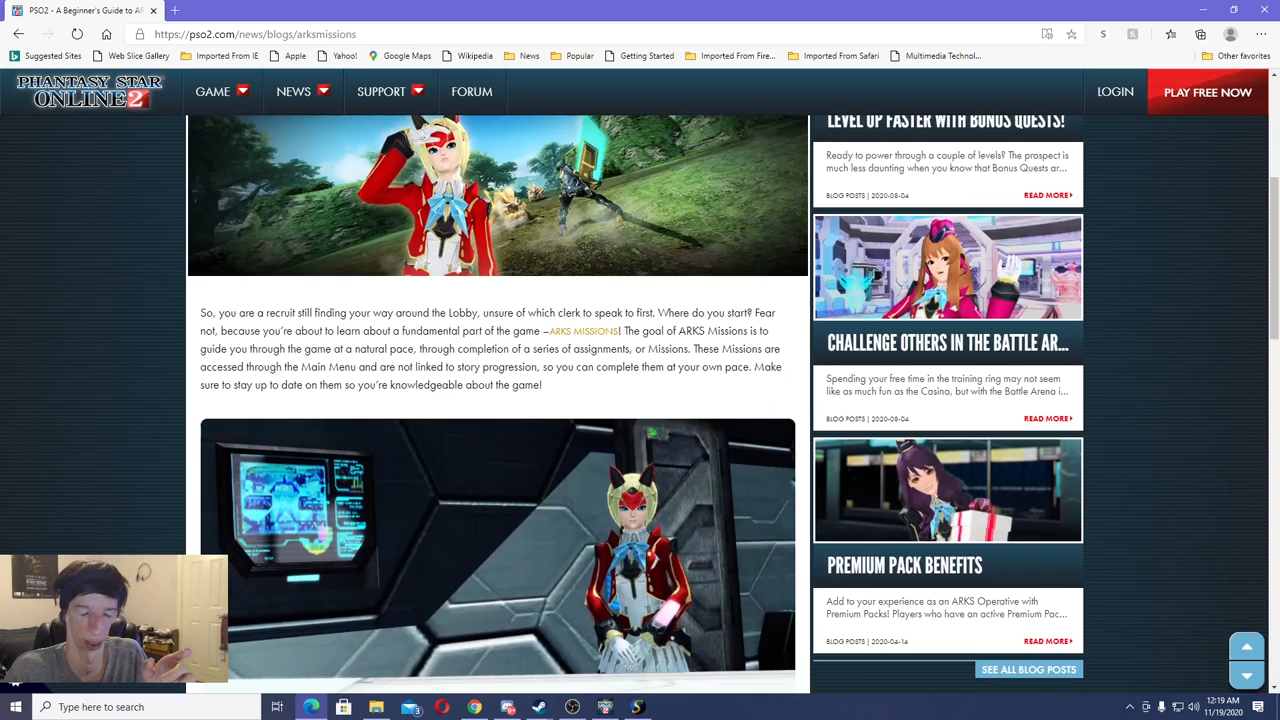 PSO2 - A Beginner's Guide to AR
https://pso2.com/news/blogs/arksmissions
Suggested Sites
Web Slice Gallery
Imported From IE
Apple
Yahoo!
Google Maps
Wikipedia
News
Popular
Getting Started
Imported From Fire...
Imported From Safari
Multimedia Technol...
Other favorites
PHANTASY STAR
ONLINE 2
GAME
NEWS
SUPPORT
FORUM
LOGIN
PLAY FREE NOW
So, you are a recruit still finding your way around the Lobby, unsure of which clerk to speak to first. Where do you start? Fear
not, because you're about to learn about a fundamental part of the game –ARKS MISSIONS! The goal of ARKS Missions is to
guide you through the game at a natural pace, through completion of a series of assignments, or Missions. These Missions are
accessed through the Main Menu and are not linked to story progression, so you can complete them at your own pace. Make
sure to stay up to date on them so you're knowledgeable about the game!
LEVEL UP FASTER WITH BONUS QUESTS!
Ready to power through a couple of levels? The prospect is
much less daunting when you know that Bonus Quests ar...
BLOG POSTS | 2020-08-04
READ MORE
CHALLENGE OTHERS IN THE BATTLE AR...
Spending your free time in the training ring may not seem
like as much fun as the Casino, but with the Battle Arena i...
BLOG POSTS | 2020-08-04
READ MORE
PREMIUM PACK BENEFITS
Add to your experience as an ARKS Operative with
Premium Packs! Players who have an active Premium Pac...
BLOG POSTS | 2020-04-14
READ MORE
SEE ALL BLOG POSTS
Type here to search
12:19 AM
11/19/2020